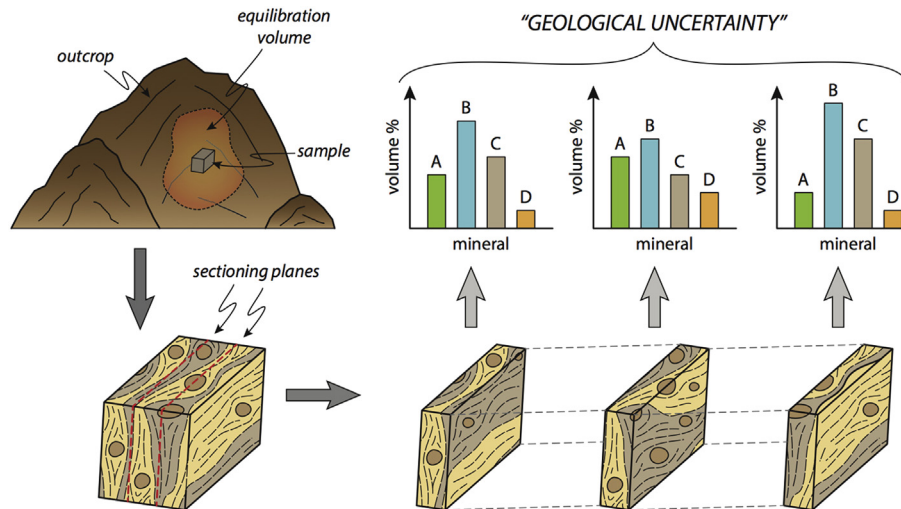 equilibration
volume
outcrop
sample
"GEOLOGICAL UNCERTAINTY"
volume %
A
B
C
D
mineral
volume %
A
B
C
D
mineral
volume %
A
B
C
D
mineral
sectioning planes